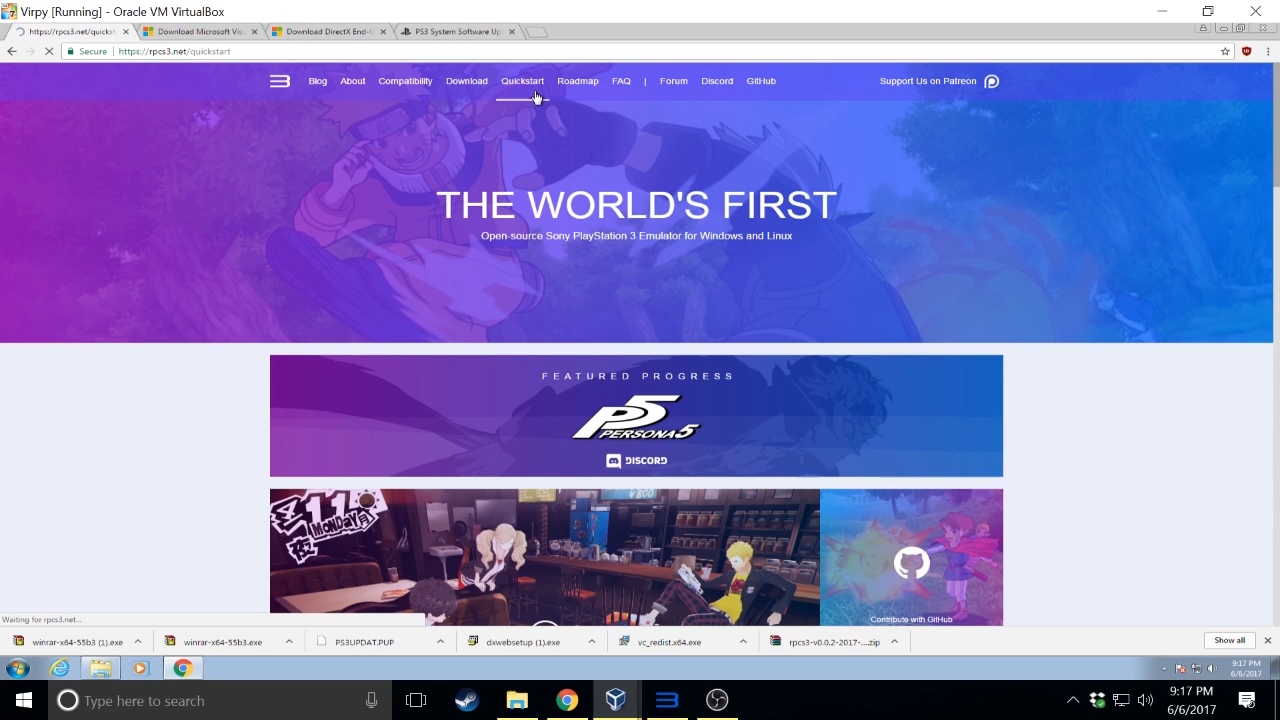 Virpy [Running] - Oracle VM VirtualBox
https://rpcs3.net/quickstart Download Microsoft Visu Download DirectX End-U PS3 System Software Up
Secure https://rpcs3.net/quickstart
Blog About Compatibility Download Quickstart Roadmap FAQ | Forum Discord GitHub Support Us on Patreon
THE WORLD'S FIRST
Open-source Sony PlayStation 3 Emulator for Windows and Linux
FEATURED PROGRESS
P5
PERSONA5
DISCORD
11
MONDAY
¥800
Contribute with GitHub
Waiting for rpcs3.net...
winrar-x64-55b3 (1).exe winrar-x64-55b3.exe PS3UPDAT.PUP dxwebsetup (1).exe vc_redist.x64.exe rpcs3-v0.0.2-2017-....zip Show all
9:17 PM
6/6/2017
Type here to search
9:17 PM
6/6/2017